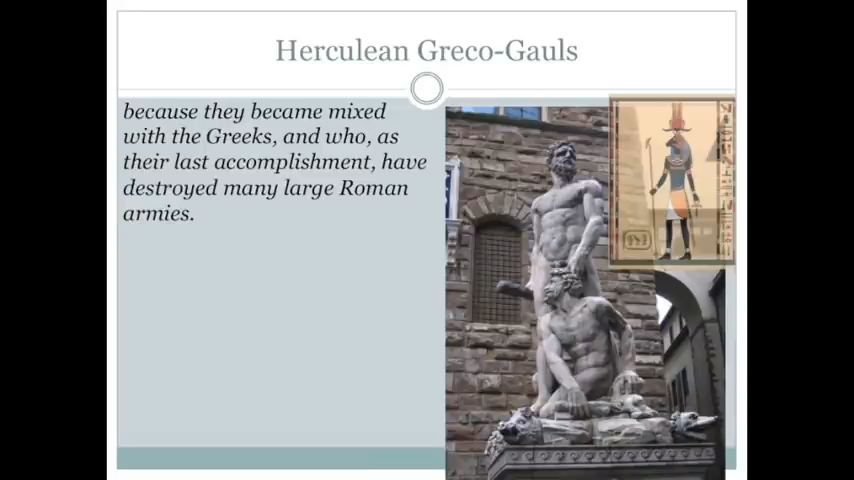 Herculean Greco-Gauls
because they became mixed
with the Greeks, and who, as
their last accomplishment, have
destroyed many large Roman
armies.